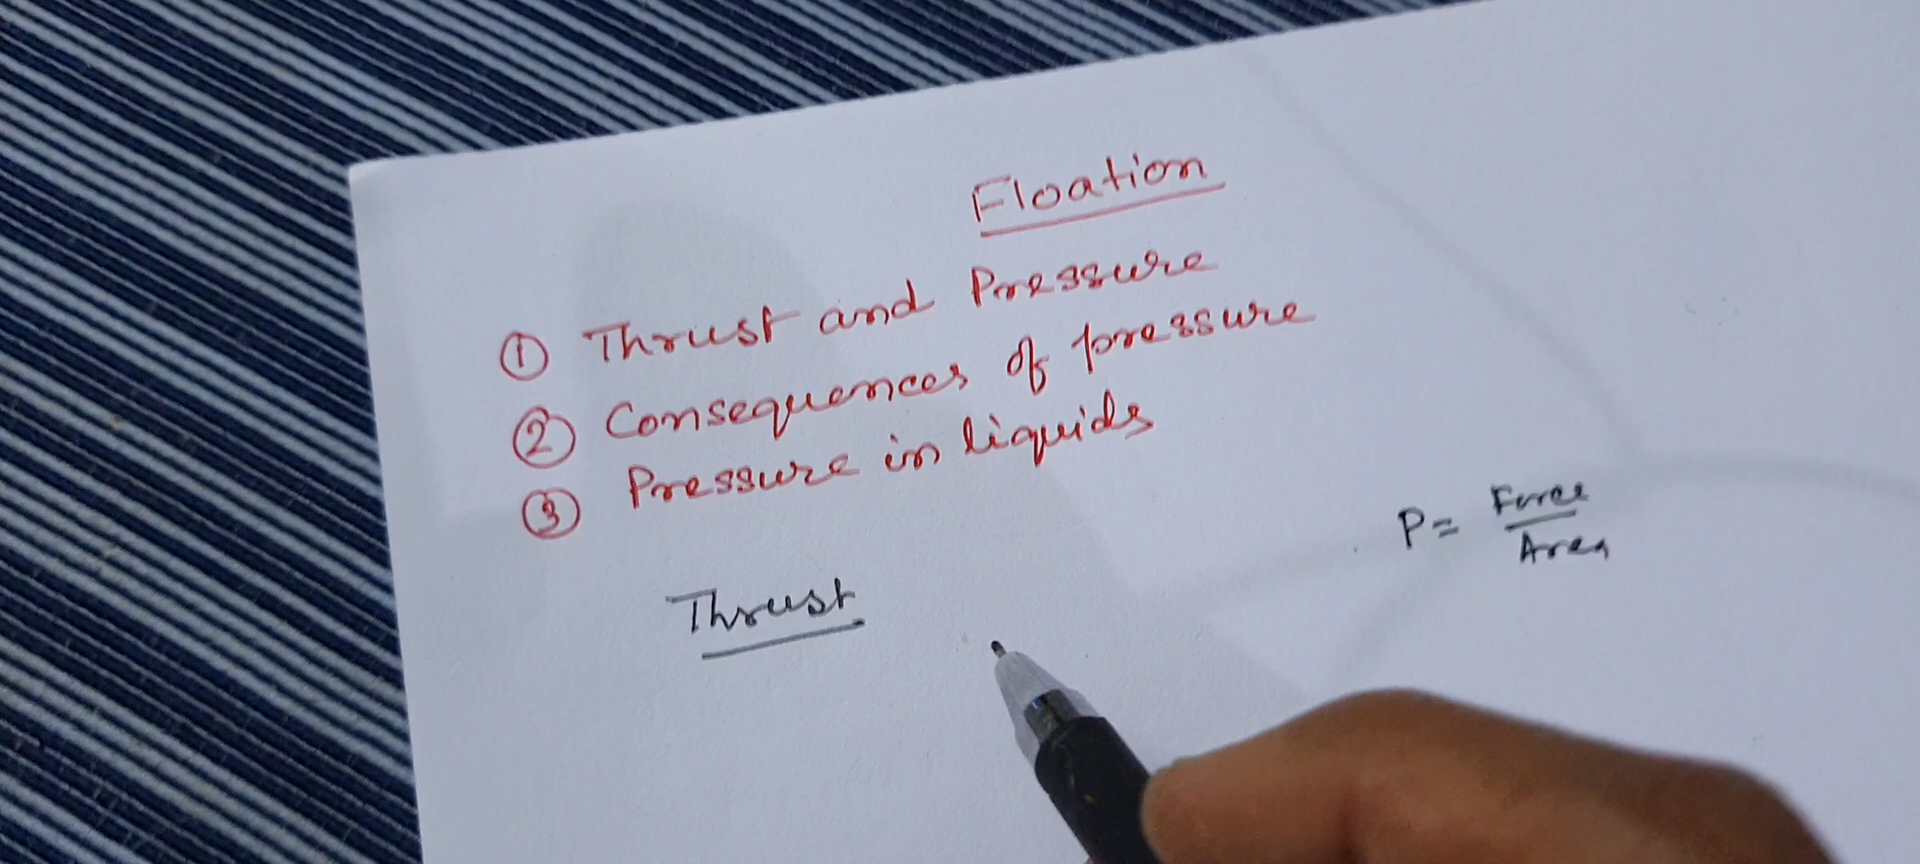 Floation
① Thrust and Pressure
② Consequences of pressure
③ Pressure in liquids
P = Force
Area
Thrust